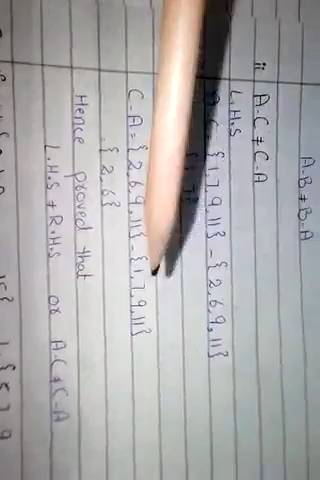 A-B ≠ B-A
ii A-C ≠ C-A
L.H.S
C = {1,7,9,11} - {2,6,9,11}
C-A = {2,6,9,11} - {1,7,9,11}
{2,6}
Hence proved that
L.H.S ≠ R.H.S or A-C ≠ C-A